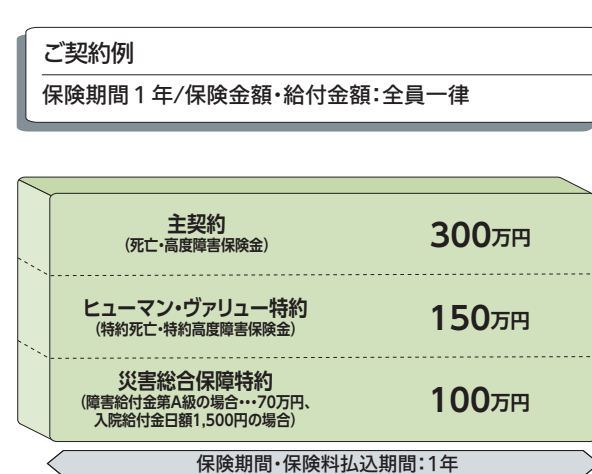 ご契約例
保険期間1年/保険金額・給付金額：全員一律
主契約
(死亡・高度障害保険金)
300万円
ヒューマン・ヴァリュー特約
(特約死亡・特約高度障害保険金)
150万円
災害総合保障特約
(障害給付金第A級の場合・・・70万円、
入院給付金日額1,500円の場合)
100万円
保険期間・保険料払込期間：1年